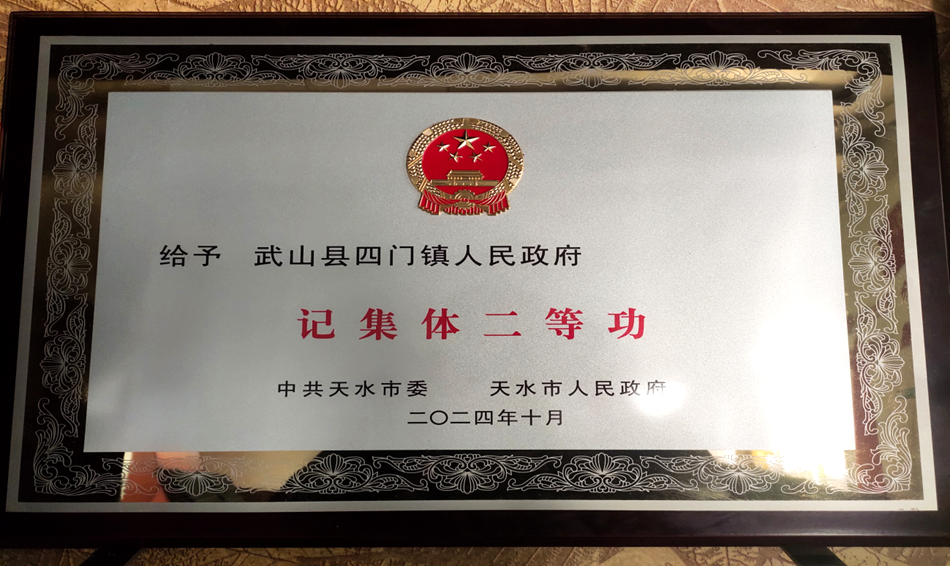 给予 武山县四门镇人民政府
记集体二等功
中共天水市委 天水市人民政府
二〇二四年十月